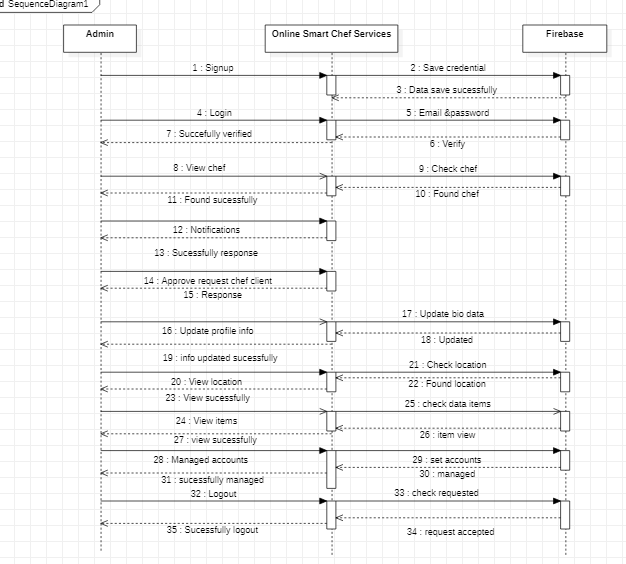 d SequenceDiagram1
Admin
Online Smart Chef Services
Firebase
1 : Signup
2 : Save credential
3 : Data save sucessfully
4 : Login
5 : Email &password
7 : Succefully verified
6 : Verify
8 : View chef
9 : Check chef
10 : Found chef
11 : Found sucessfully
12 : Notifications
13 : Sucessfully response
14 : Approve request chef client
15 : Response
17 : Update bio data
16 : Update profile info
18 : Updated
19 : info updated sucessfully
21 : Check location
20 : View location
22 : Found location
23 : View sucessfully
25 : check data items
24 : View items
26 : item view
27 : view sucessfully
28 : Managed accounts
29 : set accounts
30 : managed
31 : sucessfully managed
32 : Logout
33 : check requested
35 : Sucessfully logout
34 : request accepted